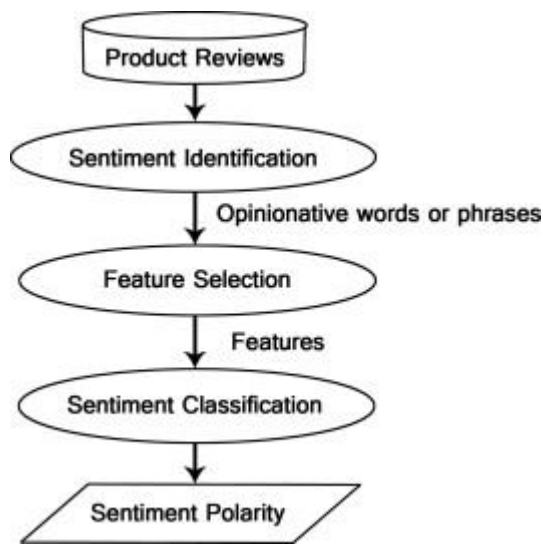 Product Reviews
Sentiment Identification
Opinionative words or phrases
Feature Selection
Features
Sentiment Classification
Sentiment Polarity